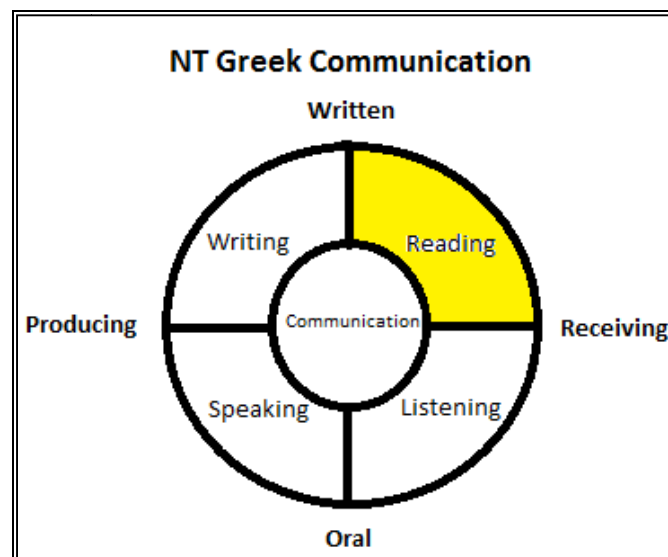 NT Greek Communication
Written
Writing
Reading
Producing
Communication
Receiving
Speaking
Listening
Oral